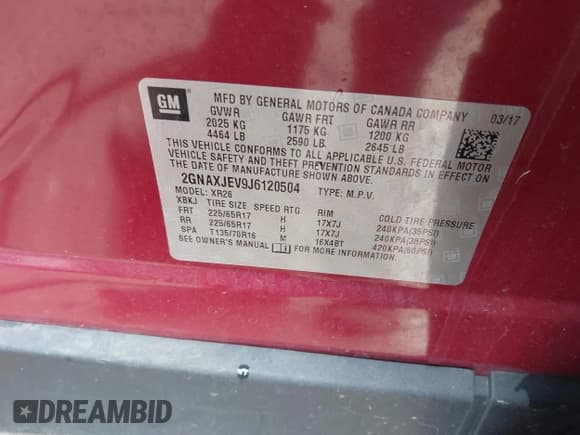 GM
MFD BY GENERAL MOTORS OF CANADA COMPANY 03/17
GVWR GAWR FRT GAWR RR
2025 KG 1175 KG 1200 KG
4464 LB 2590 LB 2645 LB
THIS VEHICLE CONFORMS TO ALL APPLICABLE U.S. FEDERAL MOTOR
VEHICLE SAFETY AND THEFT PREVENTION STANDARDS IN EFFECT ON
THE DATE OF MANUFACTURE SHOWN ABOVE.
2GNAXJEV9J6120504 TYPE: M.P.V.
MODEL: XR26
XBKJ TIRE SIZE SPEED RTG RIM COLD TIRE PRESSURE
FRT 225/65R17 H 17X7J 240KPA(35PSI)
RR 225/65R17 H 17X7J 240KPA(35PSI)
SPA T135/70R16 M 16X4BT 420KPA(60PSI)
SEE OWNER'S MANUAL FOR MORE INFORMATION.
DREAMBID